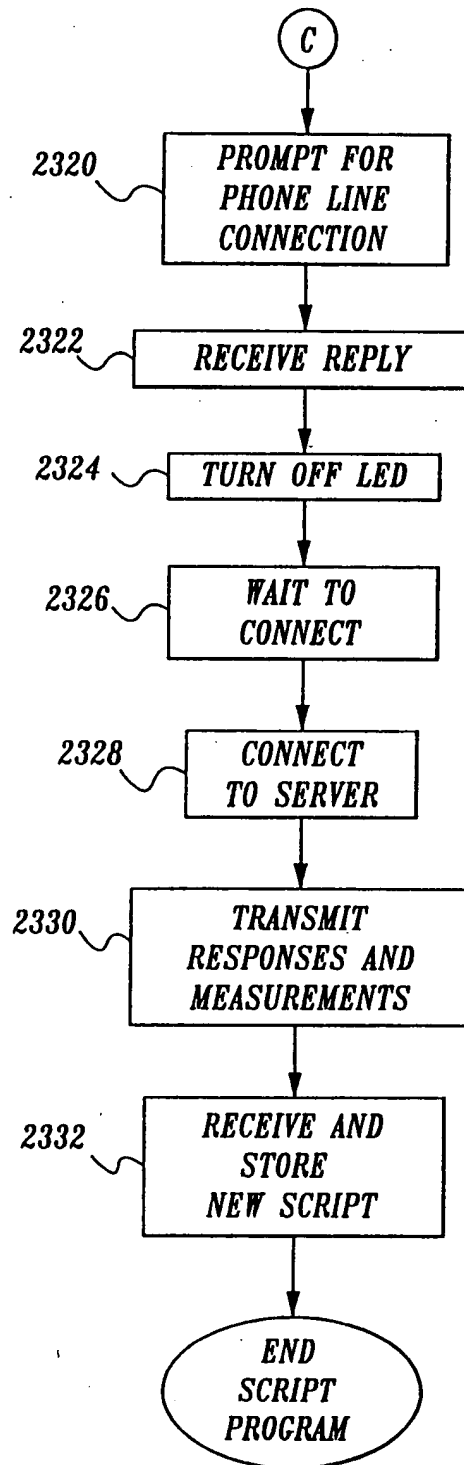 C
2320
PROMPT FOR
PHONE LINE
CONNECTION
2322
RECEIVE REPLY
2324
TURN OFF LED
2326
WAIT TO
CONNECT
2328
CONNECT
TO SERVER
2330
TRANSMIT
RESPONSES AND
MEASUREMENTS
2332
RECEIVE AND
STORE
NEW SCRIPT
END
SCRIPT
PROGRAM